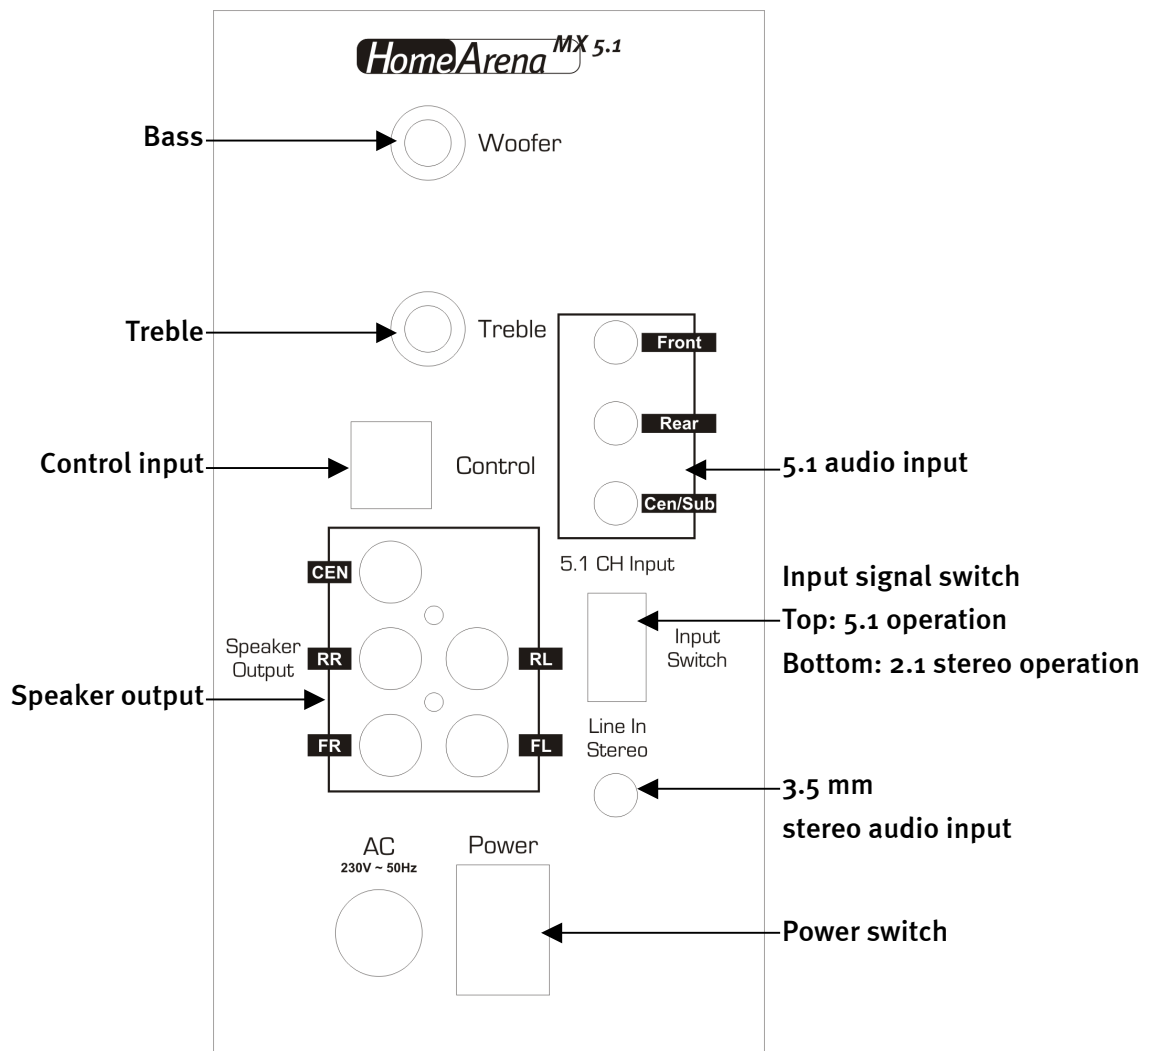 HomeArena MX 5.1
Bass
Woofer
Treble
Treble
Front
Rear
Control input
Control
5.1 audio input
Cen/Sub
5.1 CH Input
CEN
Input signal switch
Top: 5.1 operation
Bottom: 2.1 stereo operation
Input
Switch
Speaker
Output
RR
RL
Speaker output
Line In
Stereo
FR
FL
3.5 mm
stereo audio input
AC
230V ~ 50Hz
Power
Power switch